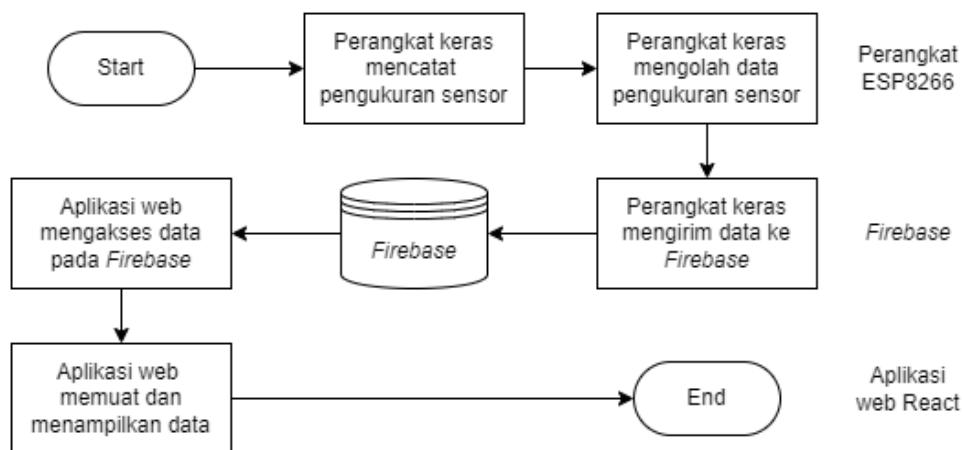 Start
Perangkat keras
mencatat
pengukuran sensor
Perangkat keras
mengolah data
pengukuran sensor
Perangkat
ESP8266
Aplikasi web
mengakses data
pada Firebase
Firebase
Perangkat keras
mengirim data ke
Firebase
Firebase
Aplikasi web
memuat dan
menampilkan data
End
Aplikasi
web React